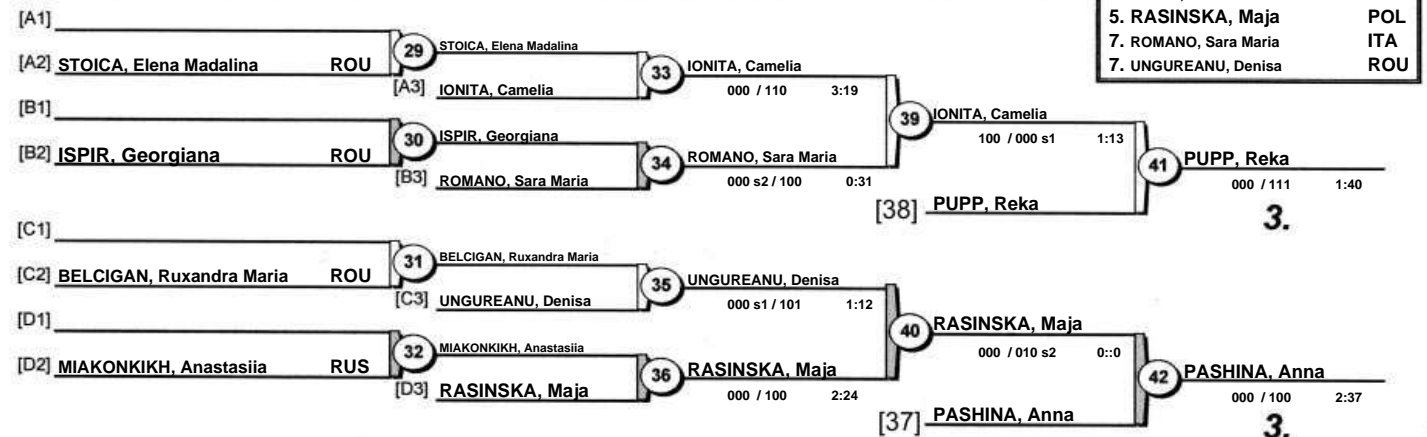 5. RASINSKA, Maja POL
7. ROMANO, Sara Maria ITA
7. UNGUREANU, Denisa ROU
[A1]
[A2] STOICA, Elena Madalina ROU
29
STOICA, Elena Madalina
[A3] IONITA, Camelia
33
IONITA, Camelia
000 / 110 3:19
[B1]
[B2] ISPIR, Georgiana ROU
30
ISPIR, Georgiana
[B3] ROMANO, Sara Maria
34
ROMANO, Sara Maria
000 s2 / 100 0:31
39
IONITA, Camelia
100 / 000 s1 1:13
[38] PUPP, Reka
41
PUPP, Reka
000 / 111 1:40
3.
[C1]
[C2] BELCIGAN, Ruxandra Maria ROU
31
BELCIGAN, Ruxandra Maria
[C3] UNGUREANU, Denisa
35
UNGUREANU, Denisa
000 s1 / 101 1:12
[D1]
[D2] MIAKONKIKH, Anastasiia RUS
32
MIAKONKIKH, Anastasiia
[D3] RASINSKA, Maja
36
RASINSKA, Maja
000 / 100 2:24
40
RASINSKA, Maja
000 / 010 s2 0::0
[37] PASHINA, Anna
42
PASHINA, Anna
000 / 100 2:37
3.